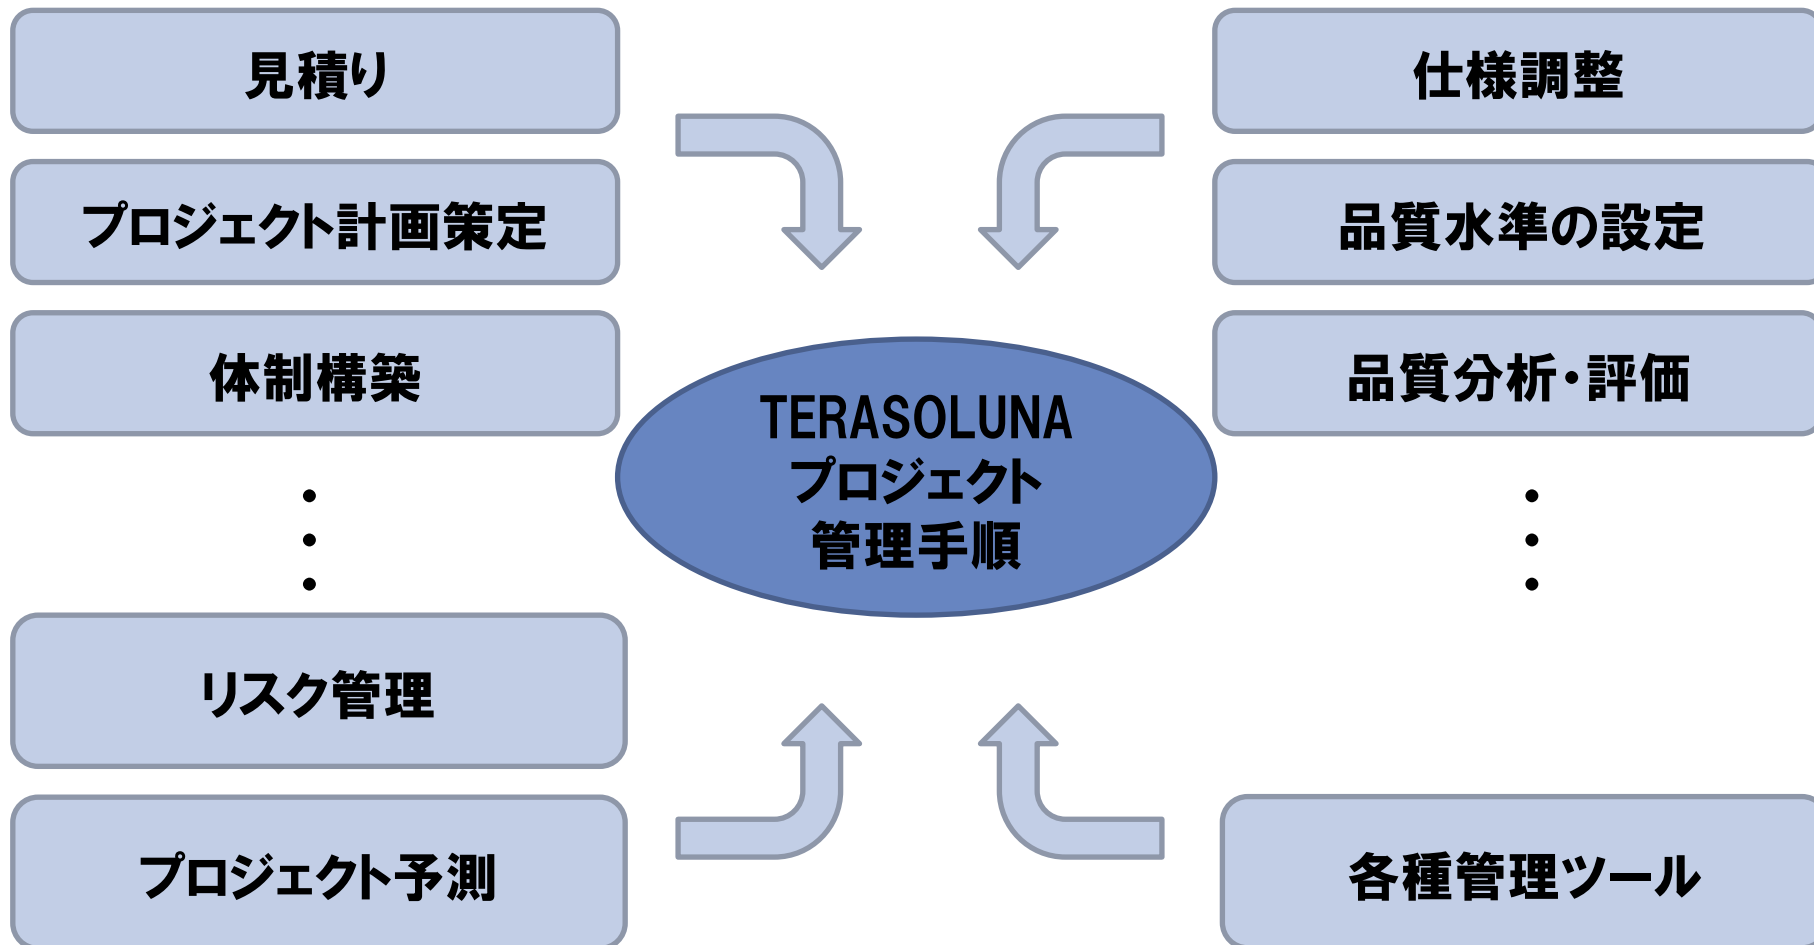 見積り
プロジェクト計画策定
体制構築
・
・
・
リスク管理
プロジェクト予測
TERASOLUNA
プロジェクト
管理手順
仕様調整
品質水準の設定
品質分析・評価
・
・
・
各種管理ツール